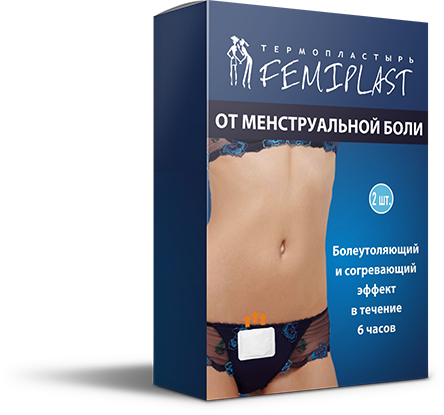 ТЕРМОПЛАСТЫРЬ
FEMIPLAST
ОТ МЕНСТРУАЛЬНОЙ БОЛИ
2 шт.
Болеутоляющий
и согревающий
эффект
в течение
6 часов